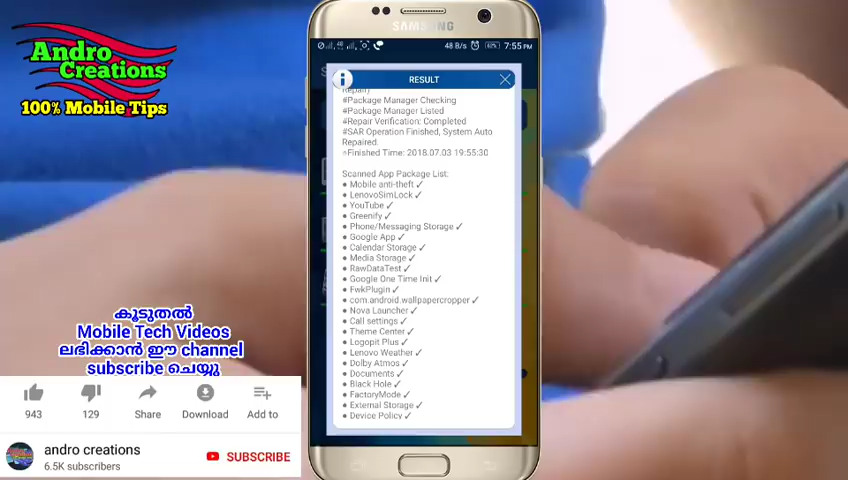 Andro
Creations
100% Mobile Tips
SAMSUNG
48 B/s
7:55 PM
RESULT
Repair)
#Package Manager Checking
#Package Manager Listed
#Repair Verification: Completed
#SAR Operation Finished, System Auto
Repaired.
Finished Time: 2018.07.03 19:55:30
Scanned App Package List:
● Mobile anti-theft ✓
● LenovoSimLock ✓
● YouTube ✓
● Greenify ✓
● Phone/Messaging Storage ✓
● Google App ✓
● Calendar Storage ✓
● Media Storage ✓
● RawDataTest ✓
● Google One Time Init ✓
● FwkPlugin ✓
● com.android.wallpapercropper ✓
● Nova Launcher ✓
● Call settings ✓
● Theme Center ✓
● Logopit Plus ✓
● Lenovo Weather ✓
● Dolby Atmos ✓
● Documents ✓
● Black Hole ✓
● FactoryMode ✓
● External Storage ✓
● Device Policy ✓
കൂടുതൽ
Mobile Tech Videos
ലഭിക്കാൻ ഈ channel
subscribe ചെയ്യൂ
943
129
Share
Download
Add to
andro creations
6.5K subscribers
SUBSCRIBE